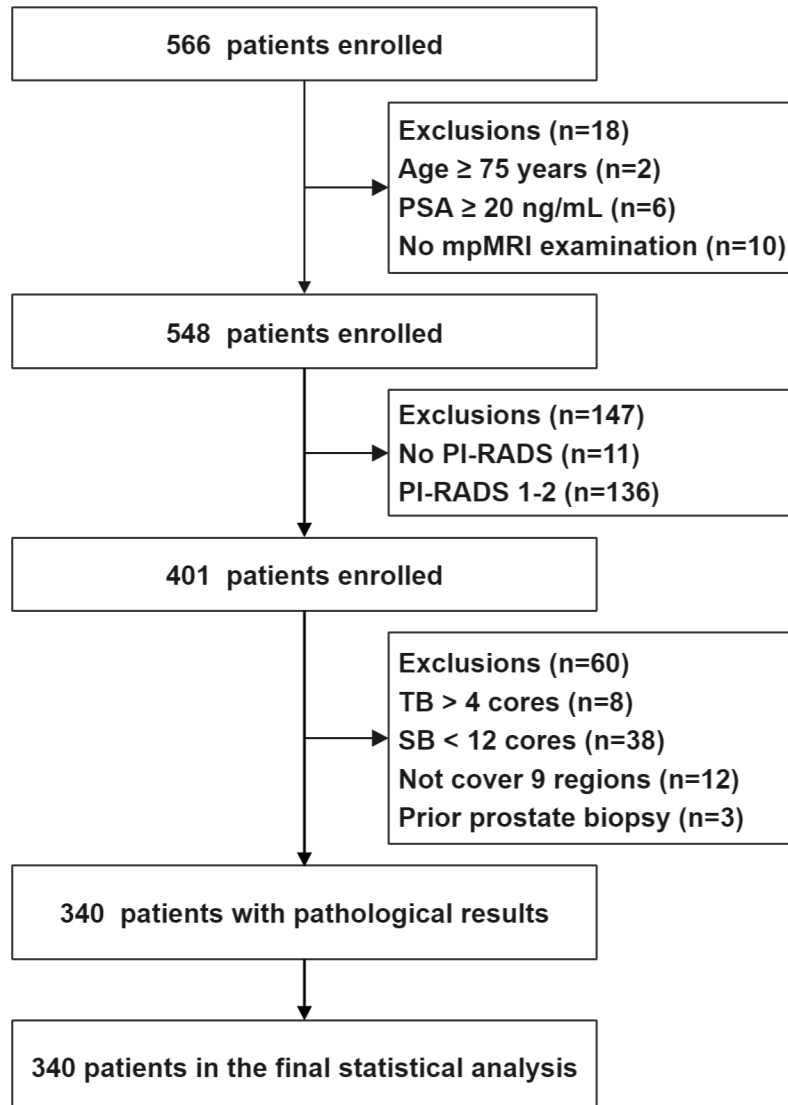 566 patients enrolled
Exclusions (n=18)
Age ≥ 75 years (n=2)
PSA ≥ 20 ng/mL (n=6)
No mpMRI examination (n=10)
548 patients enrolled
Exclusions (n=147)
No PI-RADS (n=11)
PI-RADS 1-2 (n=136)
401 patients enrolled
Exclusions (n=60)
TB > 4 cores (n=8)
SB < 12 cores (n=38)
Not cover 9 regions (n=12)
Prior prostate biopsy (n=3)
340 patients with pathological results
340 patients in the final statistical analysis